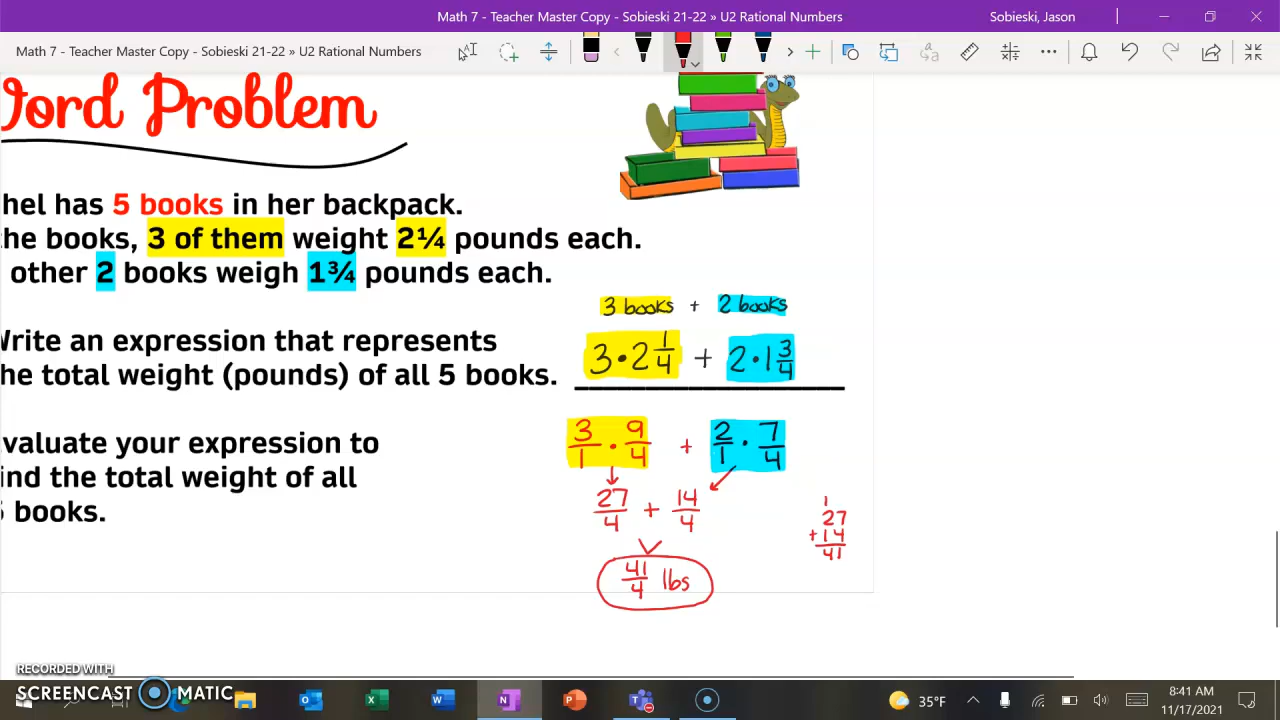 Math 7 - Teacher Master Copy - Sobieski 21-22 » U2 Rational Numbers
Sobieski, Jason
Math 7 - Teacher Master Copy - Sobieski 21-22 » U2 Rational Numbers
ord Problem
hel has 5 books in her backpack.
he books, 3 of them weight 2¼ pounds each.
other 2 books weigh 1¾ pounds each.
3 books + 2 books
Write an expression that represents
3 • 2 1/4 + 2 • 1 3/4
he total weight (pounds) of all 5 books.
valuate your expression to
3/1 • 9/4 + 2/1 • 7/4
ind the total weight of all
27/4 + 14/4
5 books.
1
27
+14
41
41/4 lbs
RECORDED WITH
SCREENCAST MATIC
35°F
8:41 AM
11/17/2021